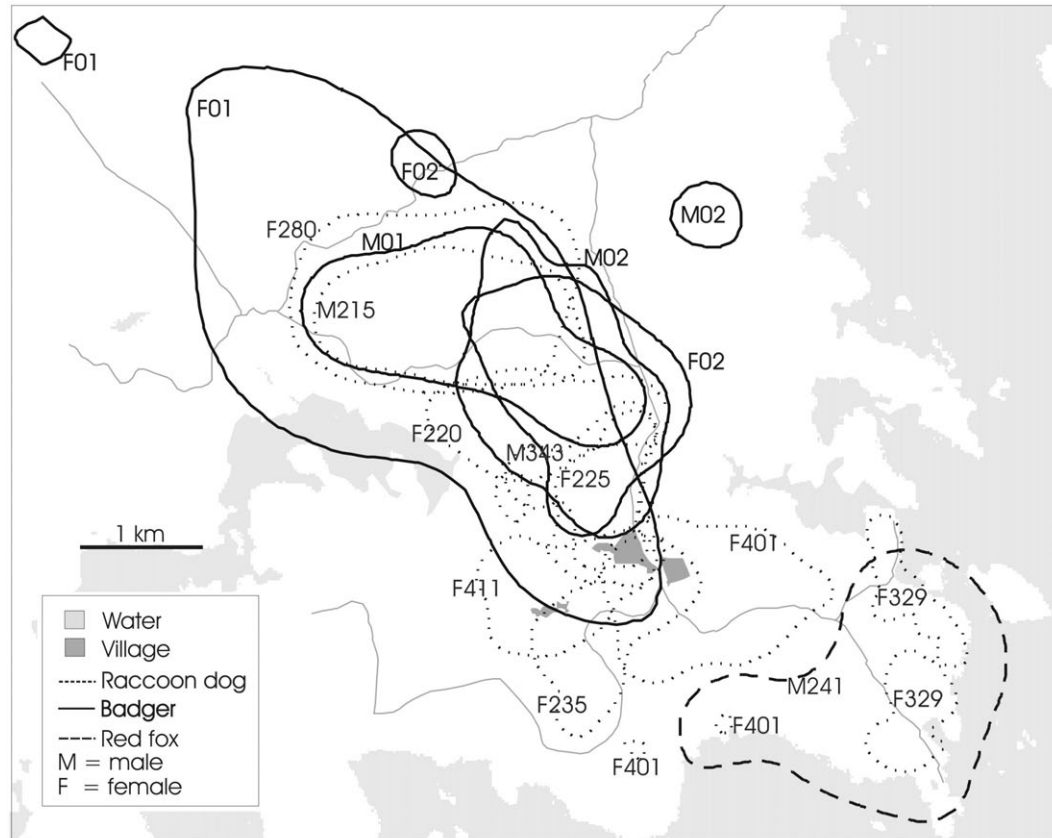 F01
F01
F02
M02
F280
M01
M02
M215
F02
F220
M343
F225
1 km
F401
F411
F329
M241
F329
F235
F401
F401
Water
Village
Raccoon dog
Badger
Red fox
M = male
F = female